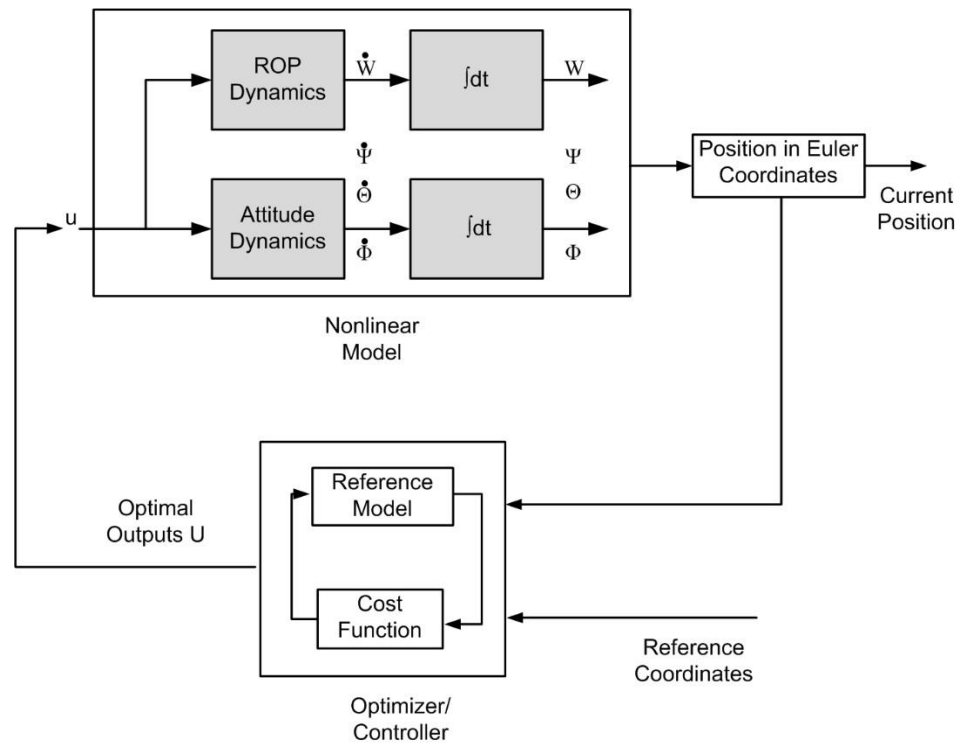 ROP
Dynamics
Ẇ
∫dt
W
Ψ̇
Θ̇
Φ̇
Ψ
Θ
Φ
u
Attitude
Dynamics
∫dt
Nonlinear
Model
Position in Euler
Coordinates
Current
Position
Optimal
Outputs U
Reference
Model
Cost
Function
Reference
Coordinates
Optimizer/
Controller